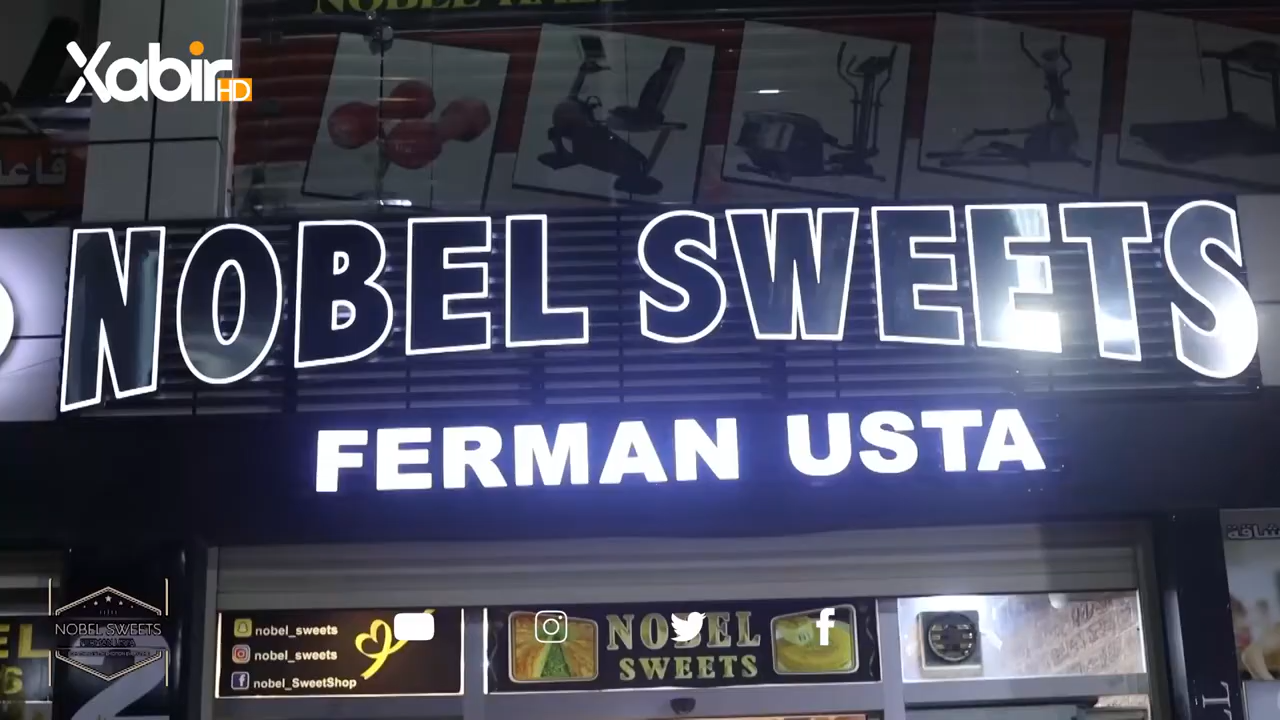 Xabir HD
NOBEL SWEETS
FERMAN USTA
nobel_sweets
nobel_sweets
nobel_SweetShop
NOBEL
SWEETS
NOBEL SWEETS